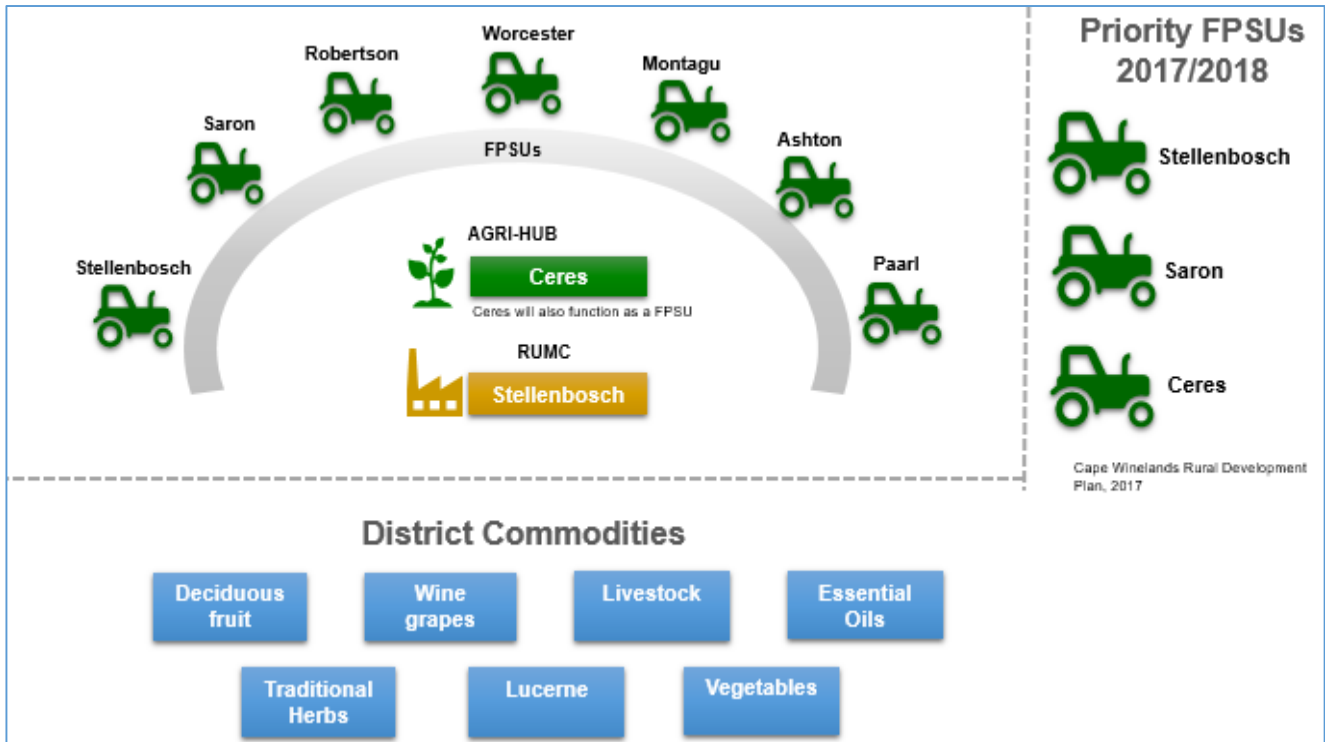 Worcester
Robertson
Montagu
Saron
Ashton
FPSUs
Stellenbosch
Paarl
AGRI-HUB
Ceres
Ceres will also function as a FPSU
RUMC
Stellenbosch
Priority FPSUs
2017/2018
Stellenbosch
Saron
Ceres
Cape Winelands Rural Development
Plan, 2017
District Commodities
Deciduous
fruit
Wine
grapes
Livestock
Essential
Oils
Traditional
Herbs
Lucerne
Vegetables